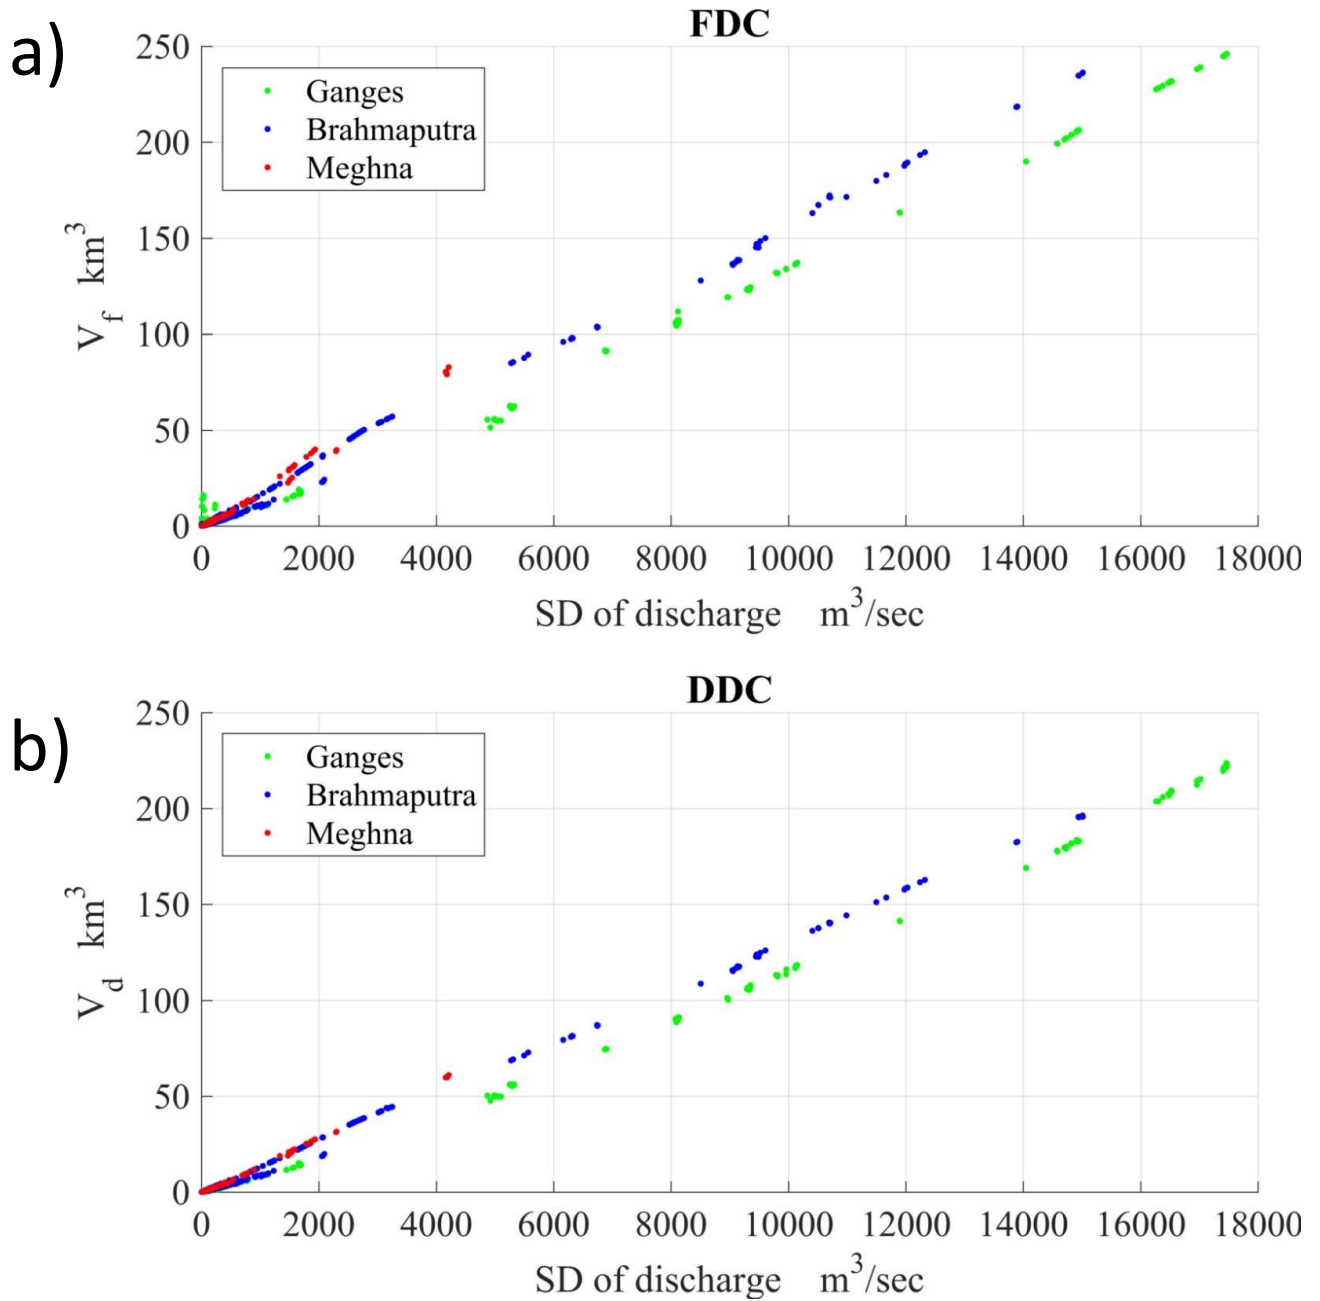 a)
FDC
250
200
150
100
50
0
V_f km^3
Ganges
Brahmaputra
Meghna
0 2000 4000 6000 8000 10000 12000 14000 16000 18000
SD of discharge m^3/sec
b)
DDC
250
200
150
100
50
0
V_d km^3
Ganges
Brahmaputra
Meghna
0 2000 4000 6000 8000 10000 12000 14000 16000 18000
SD of discharge m^3/sec